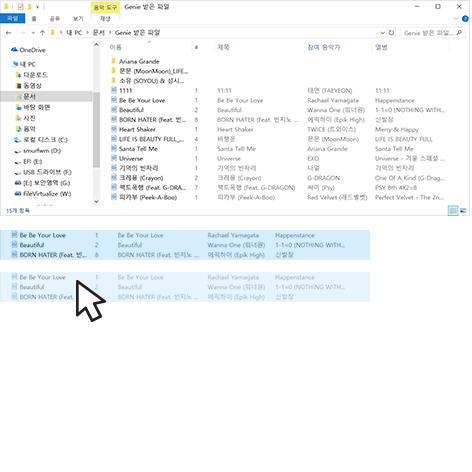 음악 도구 Genie 받은 파일
파일 홈 공유 보기 재생
내 PC › 문서 › Genie 받은 파일 Genie 받은 파일...
이름 # 제목 참여 음악가 앨범
OneDrive
내 PC
다운로드
동영상
문서
바탕 화면
사진
음악
로컬 디스크 (C:)
smurfwm (D:)
EFI (E:)
USB 드라이브 (F:)
[E:] 보안영역 (G:)
FileVirtualize (W:)
Ariana Grande
문문 (MoonMoon)_LIFE...
소유 (SOYOU) & 성시...
1111 1 11:11 태연 (TAEYEON) 11:11
Be Be Your Love 1 Be Be Your Love Rachael Yamagata Happenstance
Beautiful 2 Beautiful Wanna One (워너원) 1-1=0 (NOTHING WITH...
BORN HATER (Feat. 빈지... 8 BORN HATER (Feat. 빈지노... 에픽하이 (Epik High) 신발장
Heart Shaker 1 Heart Shaker TWICE (트와이스) Merry & Happy
LIFE IS BEAUTY FULL_... 4 비행운 문문 (MoonMoon) LIFE IS BEAUTY FULL
Santa Tell Me 1 Santa Tell Me Ariana Grande Santa Tell Me
Universe 1 Universe EXO Universe - 겨울 스페셜 ...
기억의 빈자리 1 기억의 빈자리 나얼 기억의 빈자리
크레용 (Crayon) 2 크레용 (Crayon) G-DRAGON One Of A Kind (G-Drag...
팩트폭행 (Feat. G-DRA... 7 팩트폭행 (Feat. G-DRAGON) 싸이 (Psy) PSY 8th 4X2=8
피카부 (Peek-A-Boo) 1 피카부 (Peek-A-Boo) Red Velvet (레드벨벳) Perfect Velvet - The 2n...
15개 항목
Be Be Your Love 1 Be Be Your Love Rachael Yamagata Happenstance
Beautiful 2 Beautiful Wanna One (워너원) 1-1=0 (NOTHING WITH...
BORN HATER (Feat. 빈... 8 BORN HATER (Feat. 빈지노... 에픽하이 (Epik High) 신발장
Be Be Your Love 1 Be Be Your Love Rachael Yamagata Happenstance
Beautiful 2 Beautiful Wanna One (워너원) 1-1=0 (NOTHING WITH...
BORN HATER (Fea 8 BORN HATER (Feat. 빈지노... 에픽하이 (Epik High) 신발장